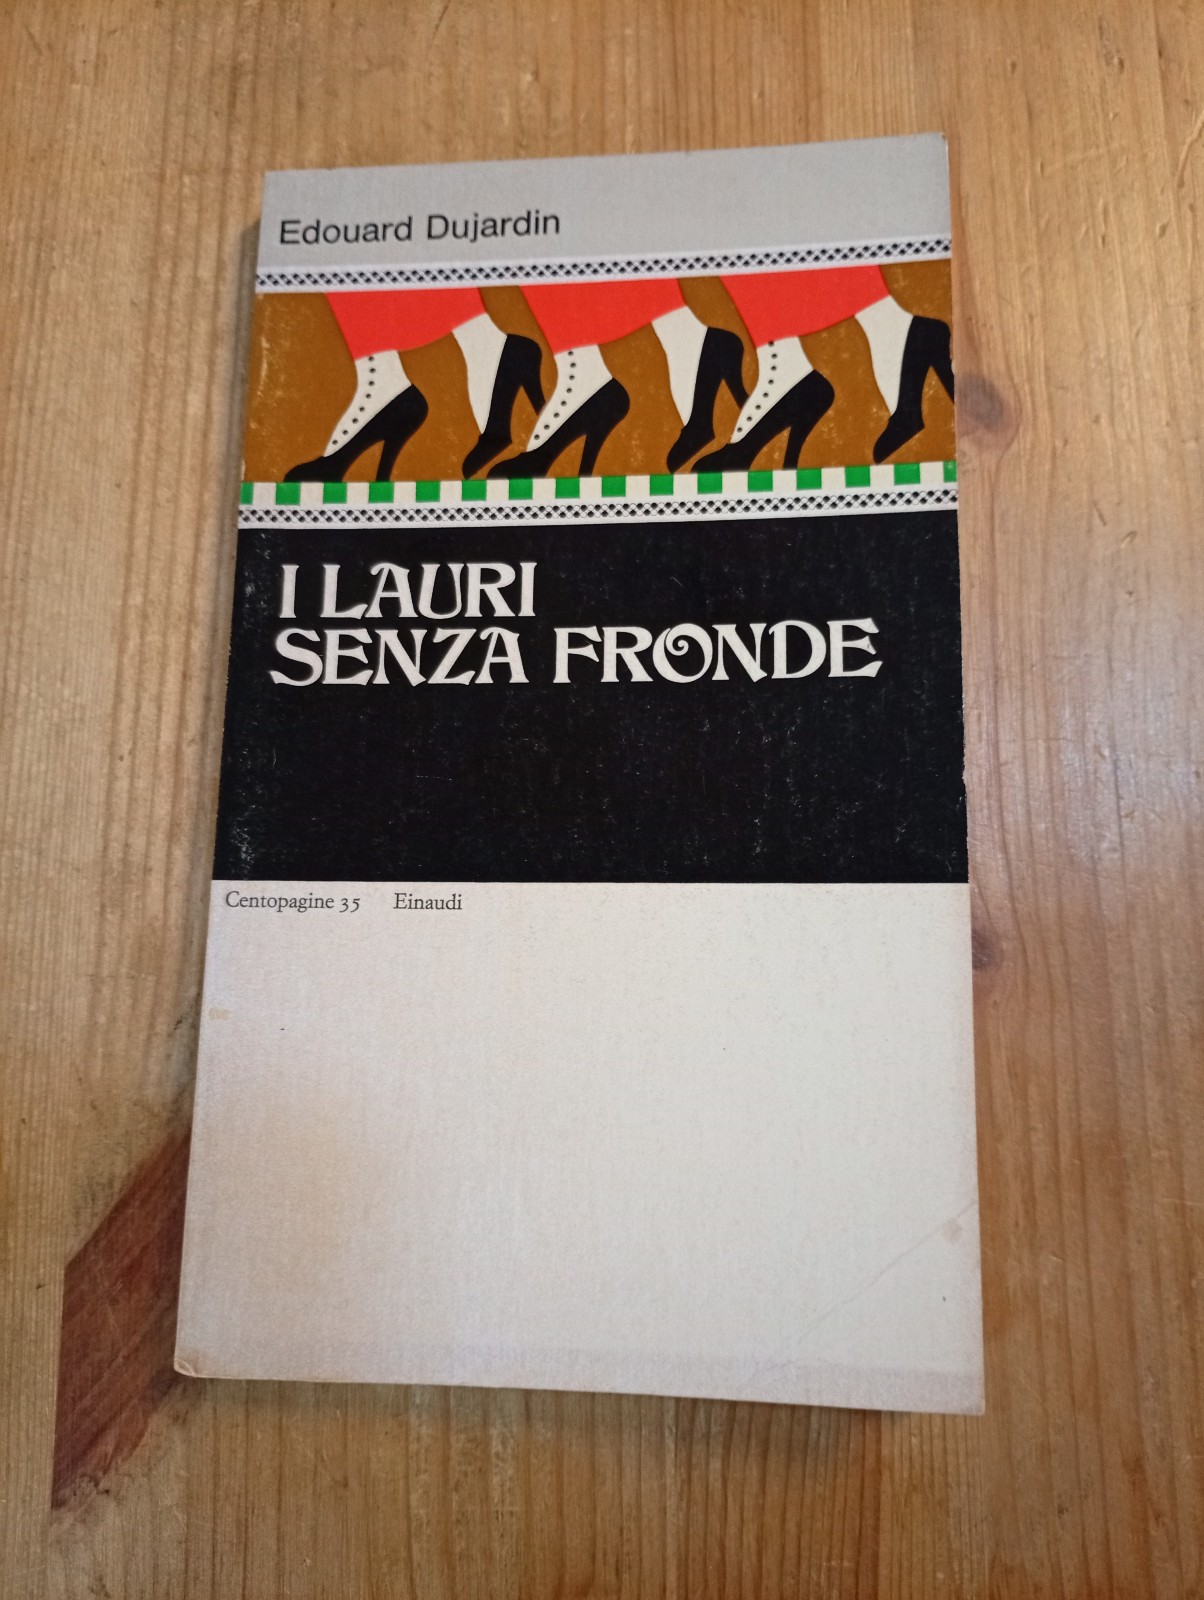 Edouard Dujardin
I LAURI
SENZA FRONDE
Centopagine 35 Einaudi